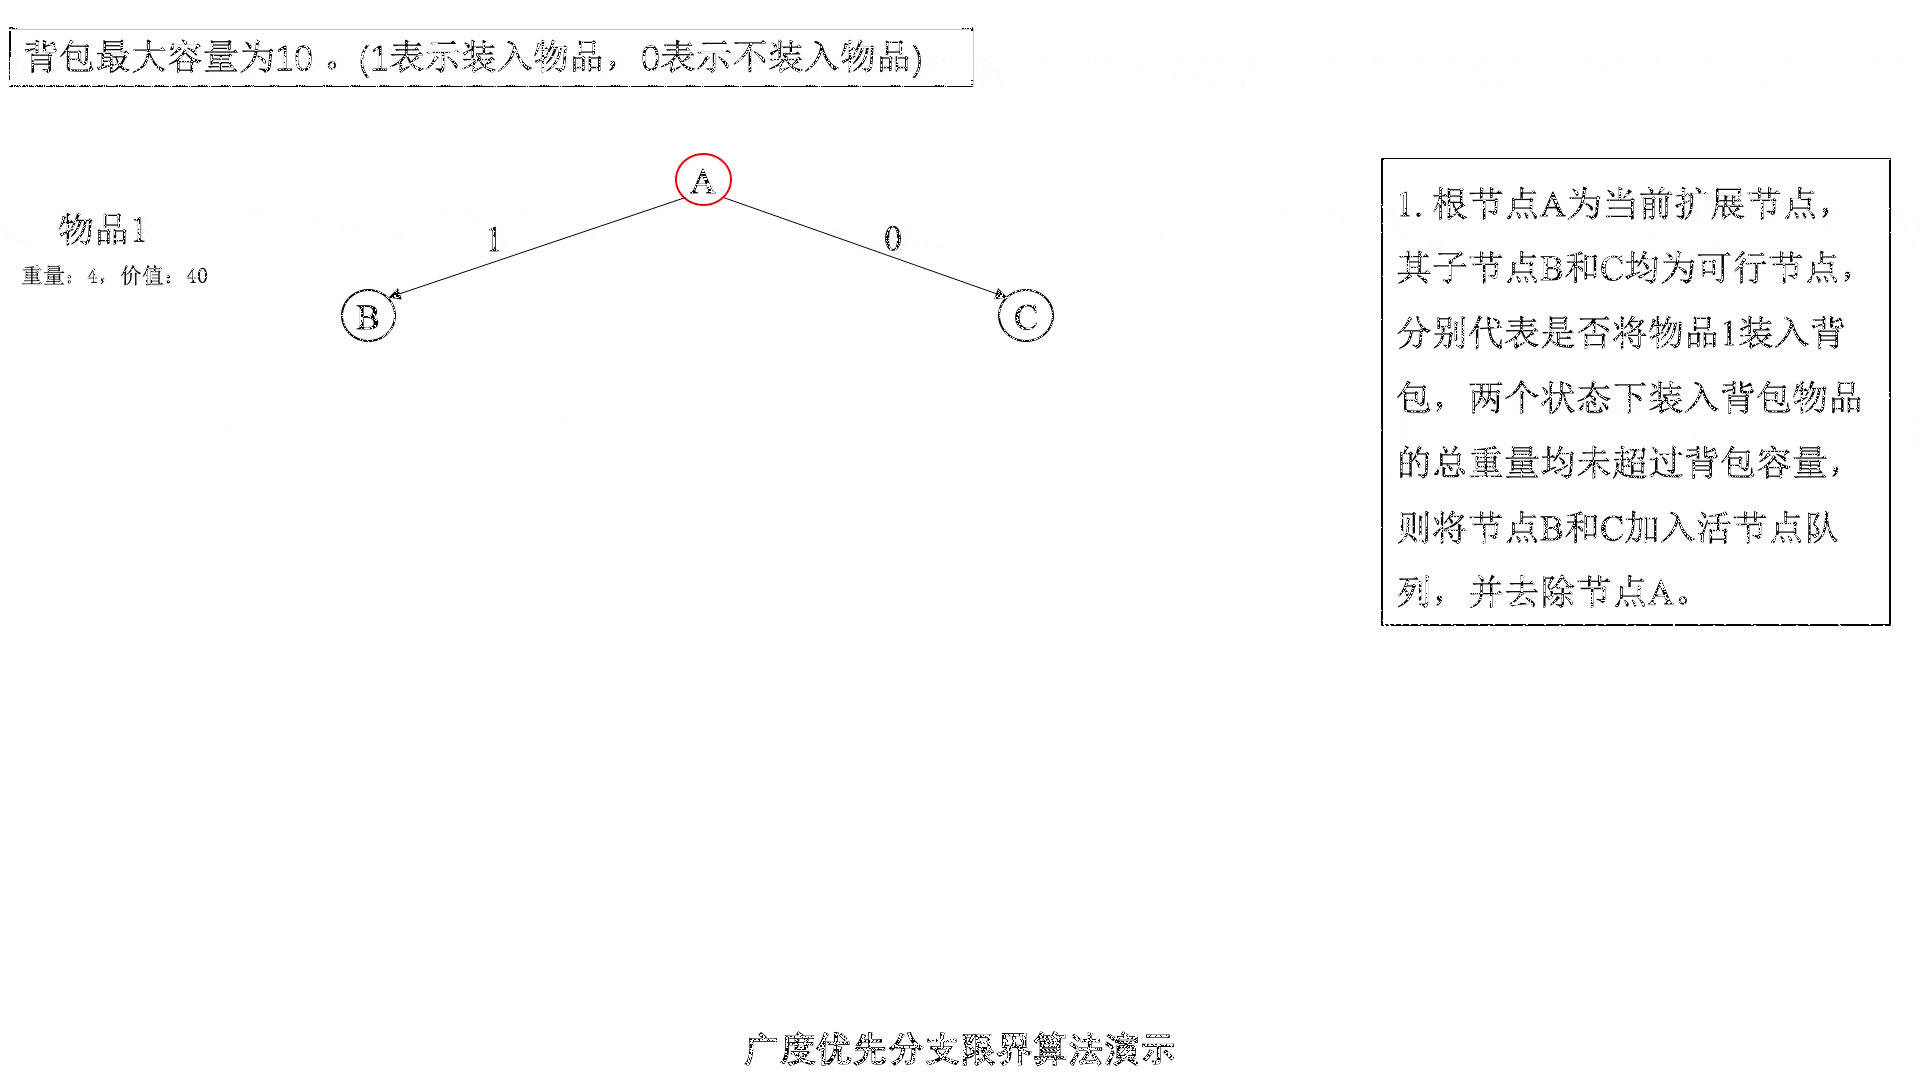 背包最大容量为10 。(1表示装入物品，0表示不装入物品)
A
物品1
1
0
重量：4，价值：40
B
C
1. 根节点A为当前扩展节点，
其子节点B和C均为可行节点，
分别代表是否将物品1装入背
包，两个状态下装入背包物品
的总重量均未超过背包容量，
则将节点B和C加入活节点队
列，并去除节点A。
广度优先分支限界算法演示